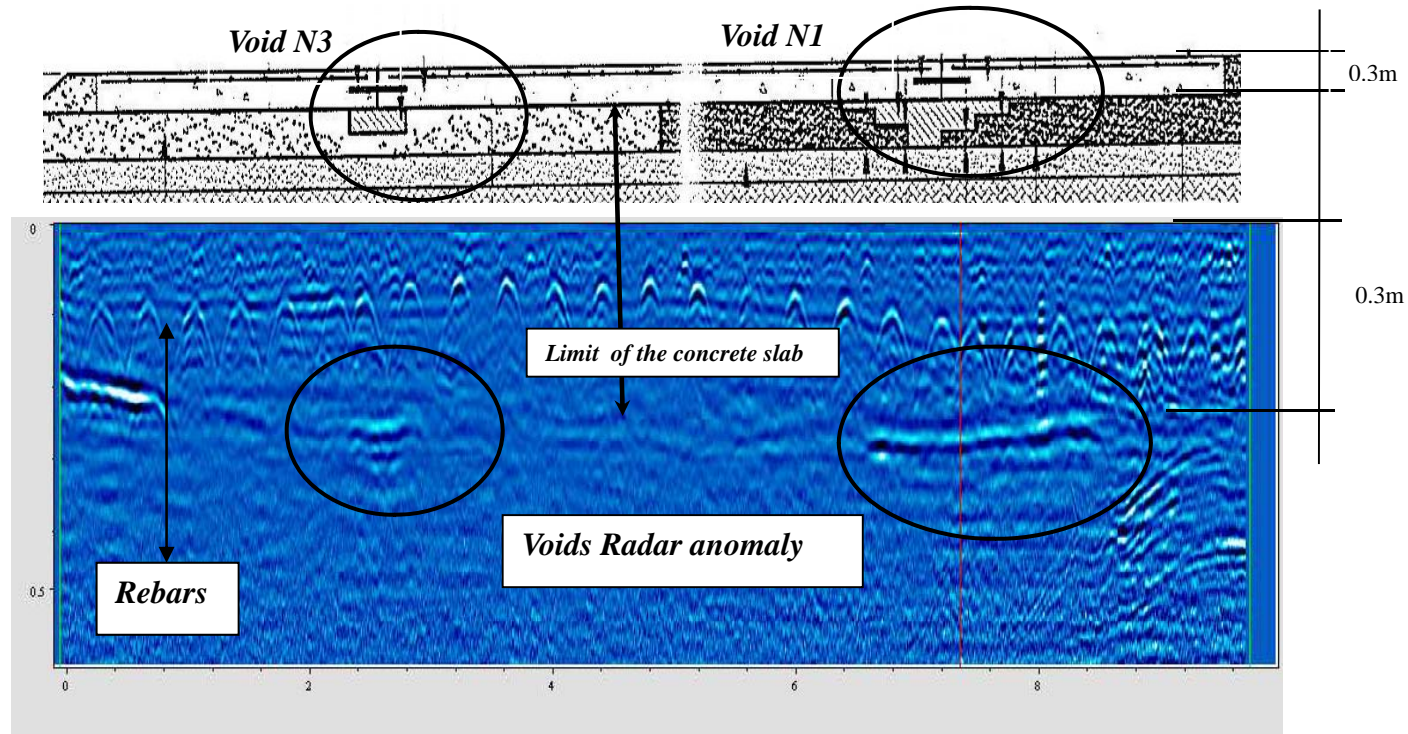 Void N3
Void N1
0.3m
0
0.3m
Limit of the concrete slab
Voids Radar anomaly
Rebars
0.5
0 2 4 6 8